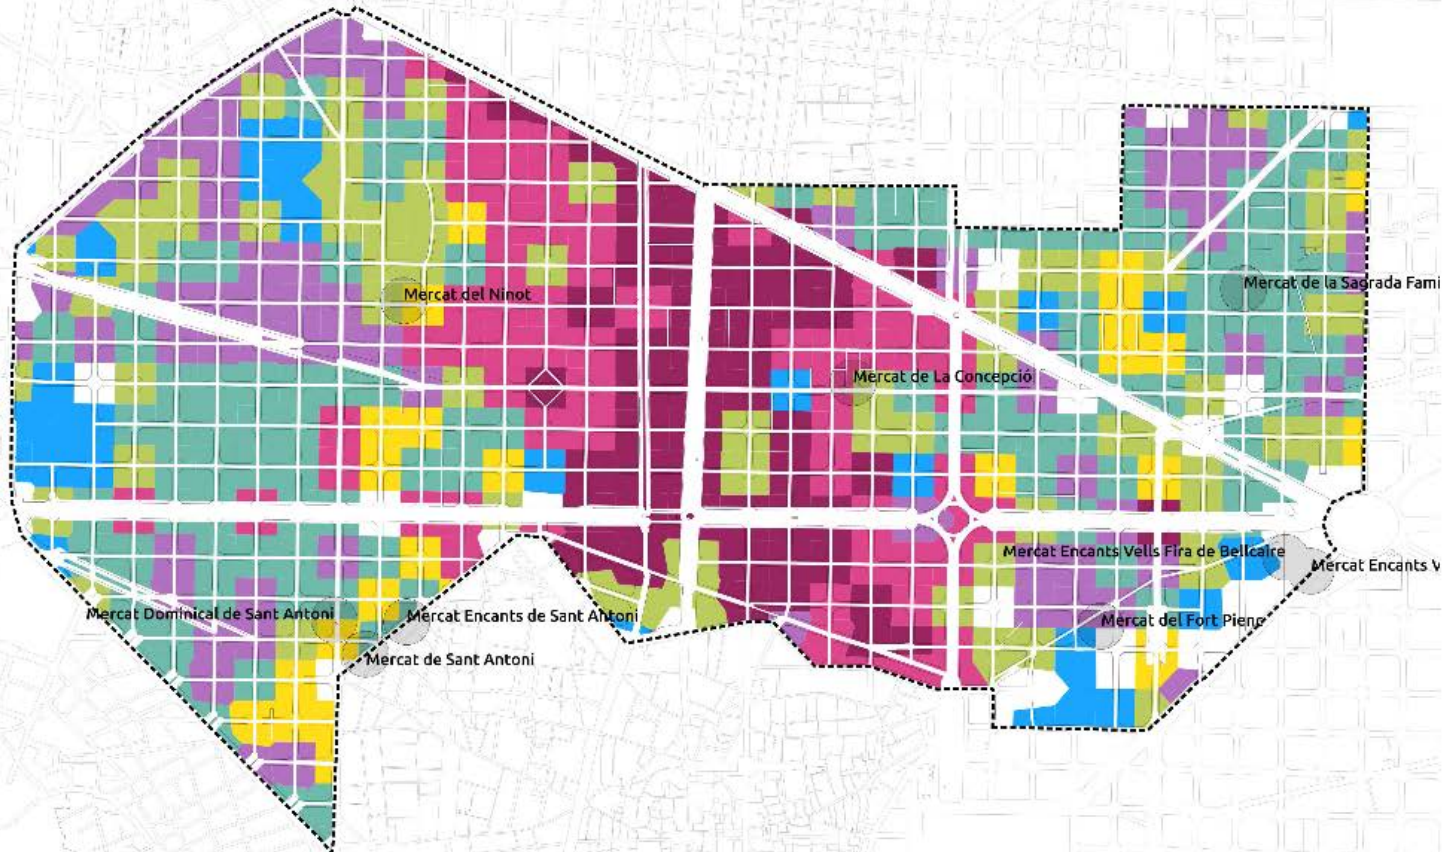 Mercat de la Sagrada Fami
Mercat del Ninot
Mercat de La Concepció
Mercat Encants Vells Fira de Bellcaire
Mercat Encants V
Mercat Dominical de Sant Antoni
Mercat Encants de Sant Antoni
Mercat del Fort Pienc
Mercat de Sant Antoni